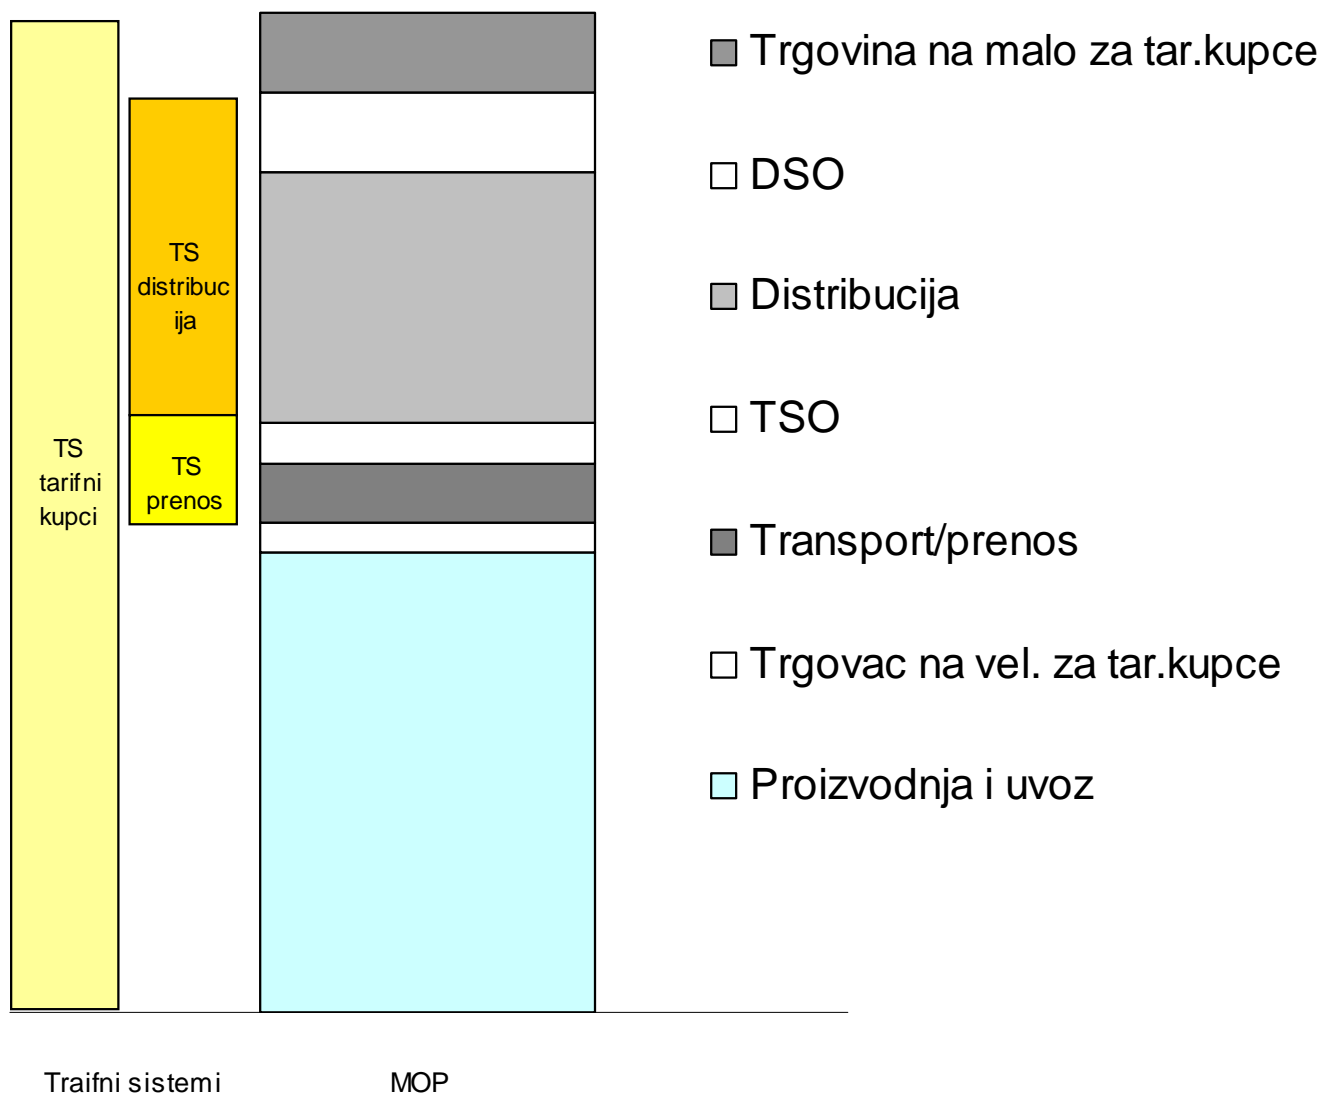 Trgovina na malo za tar.kupce
DSO
Distribucija
TSO
Transport/prenos
Trgovac na vel. za tar.kupce
Proizvodnja i uvoz
TS
distribuc
ija
TS
prenos
TS
tarifni
kupci
Traifni sistemi
MOP